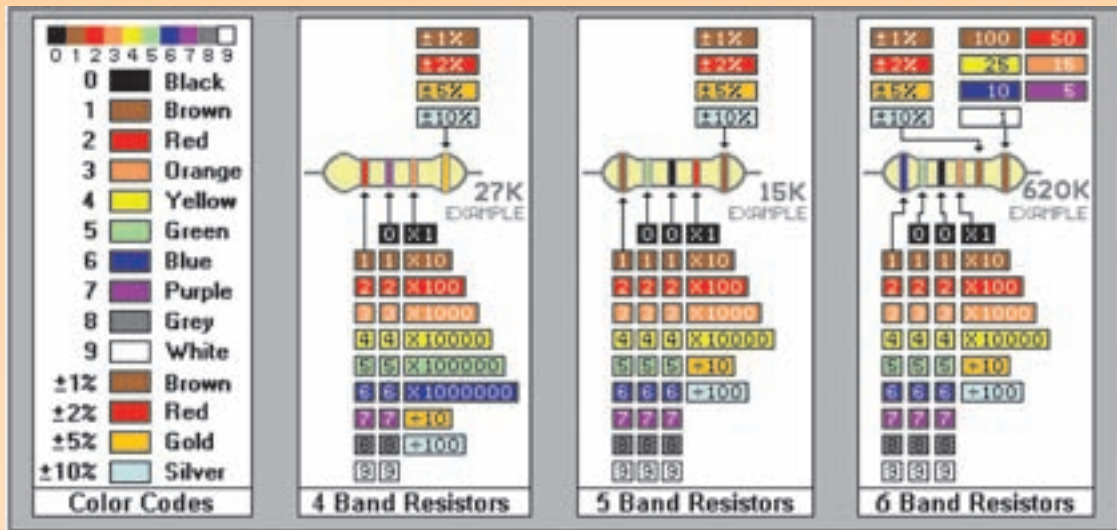 0 1 2 3 4 5 6 7 8 9
0 Black
1 Brown
2 Red
3 Orange
4 Yellow
5 Green
6 Blue
7 Purple
8 Grey
9 White
±1% Brown
±2% Red
±5% Gold
±10% Silver
Color Codes
±1%
±2%
±5%
±10%
27K
EXAMPLE
0 X1
1 1 X10
2 2 X100
3 3 X1000
4 4 X10000
5 5 X100000
6 6 X1000000
7 7 ÷10
8 8 ÷100
9 9
4 Band Resistors
±1%
±2%
±5%
±10%
15K
EXAMPLE
0 0 X1
1 1 1 X10
2 2 2 X100
3 3 3 X1000
4 4 4 X10000
5 5 5 ÷10
6 6 6 ÷100
7 7 7
8 8 8
9 9 9
5 Band Resistors
±1% 100 50
±2% 25 15
±5% 10 5
±10% 1
620K
EXAMPLE
0 0 X1
1 1 1 X10
2 2 2 X100
3 3 3 X1000
4 4 4 X10000
5 5 5 ÷10
6 6 6 ÷100
7 7 7
8 8 8
9 9 9
6 Band Resistors